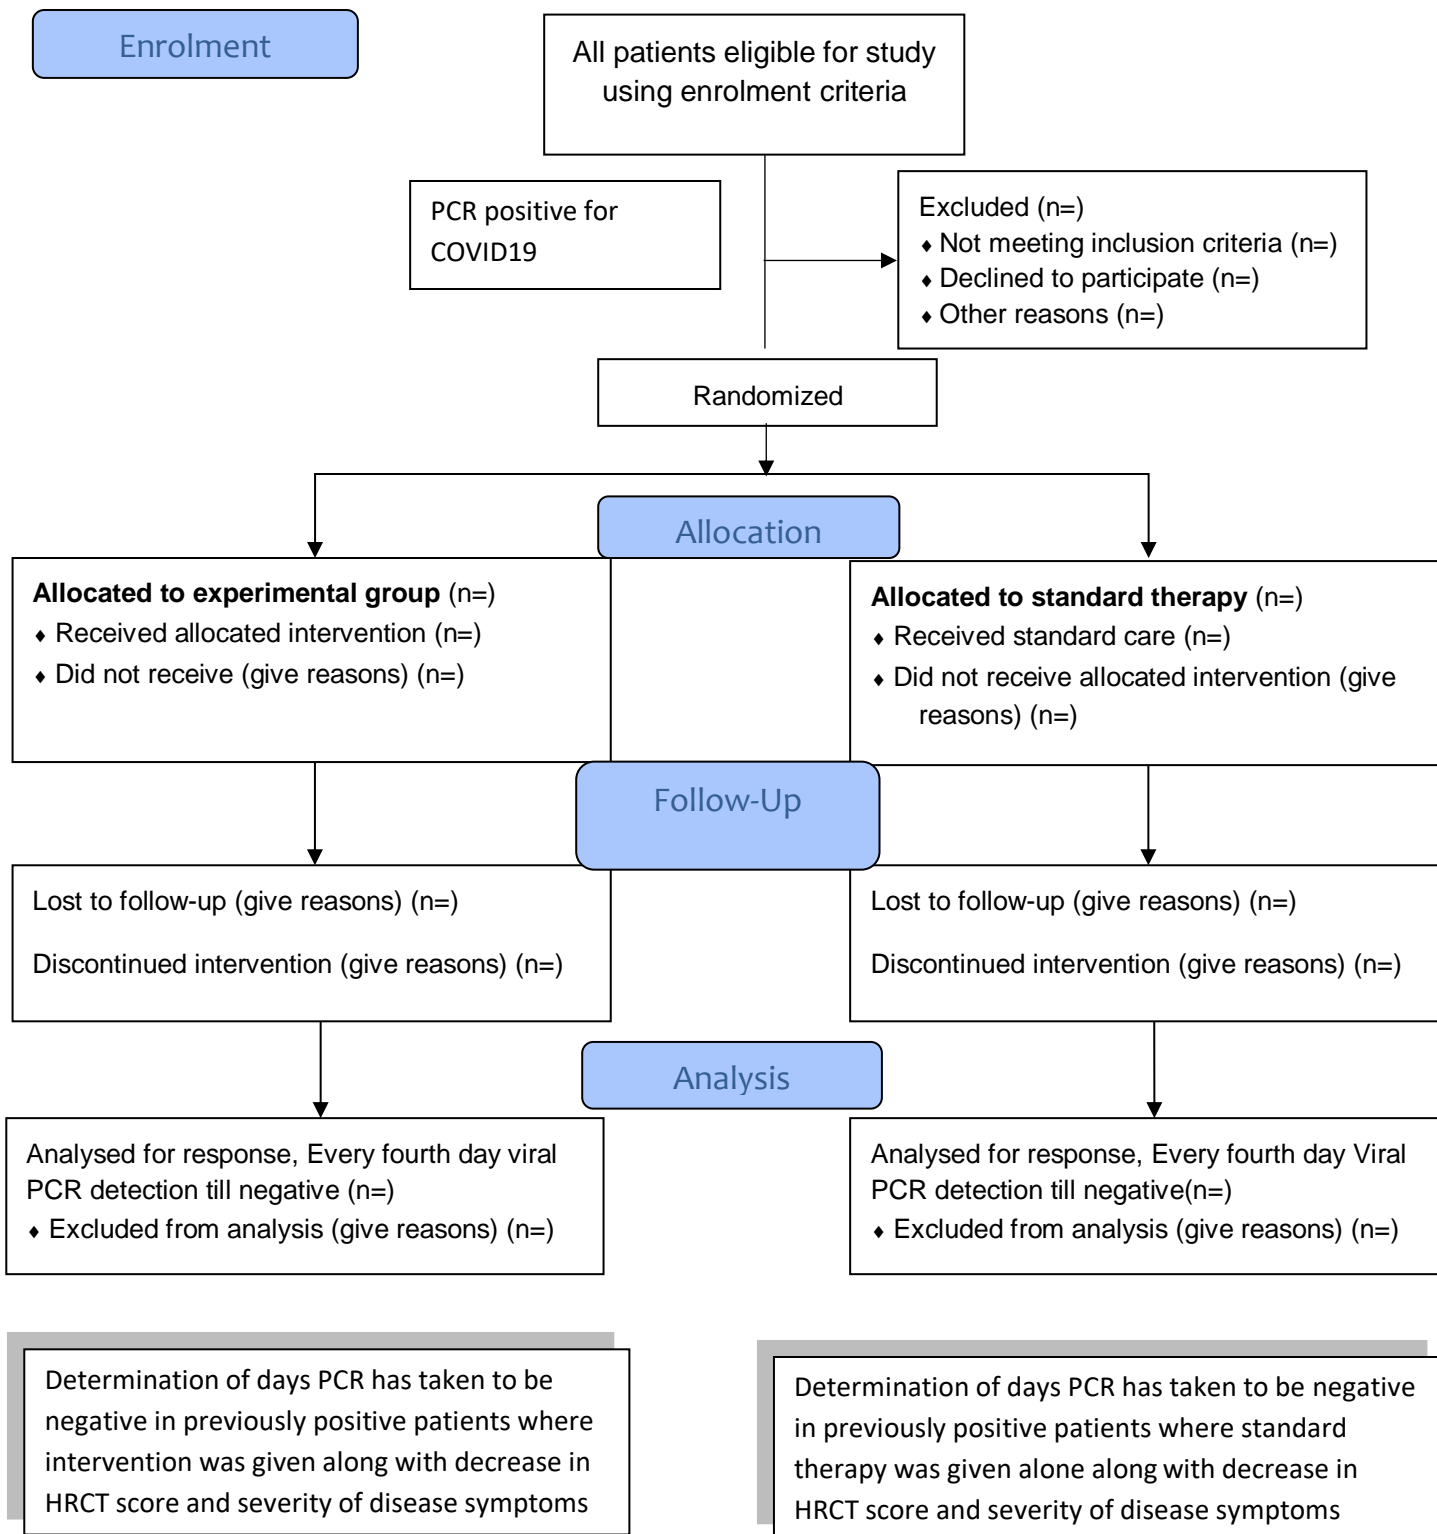 Enrolment
All patients eligible for study
using enrolment criteria
PCR positive for
COVID19
Excluded (n=)
♦ Not meeting inclusion criteria (n=)
♦ Declined to participate (n=)
♦ Other reasons (n=)
Randomized
Allocation
Allocated to experimental group (n=)
♦ Received allocated intervention (n=)
♦ Did not receive (give reasons) (n=)
Allocated to standard therapy (n=)
♦ Received standard care (n=)
♦ Did not receive allocated intervention (give
reasons) (n=)
Follow-Up
Lost to follow-up (give reasons) (n=)
Discontinued intervention (give reasons) (n=)
Lost to follow-up (give reasons) (n=)
Discontinued intervention (give reasons) (n=)
Analysis
Analysed for response, Every fourth day viral
PCR detection till negative (n=)
♦ Excluded from analysis (give reasons) (n=)
Analysed for response, Every fourth day Viral
PCR detection till negative(n=)
♦ Excluded from analysis (give reasons) (n=)
Determination of days PCR has taken to be
negative in previously positive patients where
intervention was given along with decrease in
HRCT score and severity of disease symptoms
Determination of days PCR has taken to be negative
in previously positive patients where standard
therapy was given alone along with decrease in
HRCT score and severity of disease symptoms